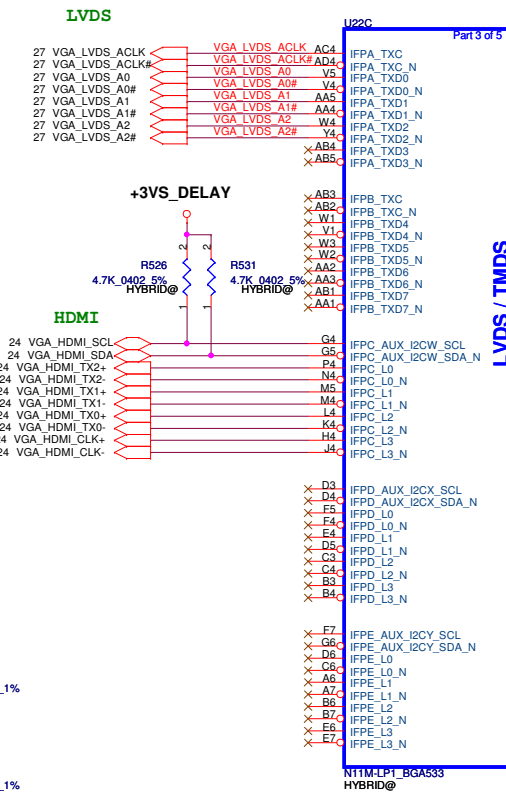 LVDS
U22C
Part 3 of 5
27 VGA_LVDS_ACLK VGA_LVDS_ACLK AC4 IFPA_TXC
27 VGA_LVDS_ACLK# VGA_LVDS_ACLK# AD4 IFPA_TXC_N
27 VGA_LVDS_A0 VGA_LVDS_A0 V5 IFPA_TXD0
27 VGA_LVDS_A0# VGA_LVDS_A0# V4 IFPA_TXD0_N
27 VGA_LVDS_A1 VGA_LVDS_A1 AA5 IFPA_TXD1
27 VGA_LVDS_A1# VGA_LVDS_A1# AA4 IFPA_TXD1_N
27 VGA_LVDS_A2 VGA_LVDS_A2 W4 IFPA_TXD2
27 VGA_LVDS_A2# VGA_LVDS_A2# Y4 IFPA_TXD2_N
AB4 IFPA_TXD3
AB5 IFPA_TXD3_N
+3VS_DELAY
AB3 IFPB_TXC
AB2 IFPB_TXC_N
W1 IFPB_TXD4
V1 IFPB_TXD4_N
W3 IFPB_TXD5
W2 IFPB_TXD5_N
AA2 IFPB_TXD6
AA3 IFPB_TXD6_N
AB1 IFPB_TXD7
AA1 IFPB_TXD7_N
2 2
R526 R531
4.7K_0402_5% 4.7K_0402_5%
HYBRID@ HYBRID@
1 1
LVDS / TMDS
HDMI
24 VGA_HDMI_SCL G4 IFPC_AUX_I2CW_SCL
24 VGA_HDMI_SDA G5 IFPC_AUX_I2CW_SDA_N
24 VGA_HDMI_TX2+ P4 IFPC_L0
24 VGA_HDMI_TX2- N4 IFPC_L0_N
24 VGA_HDMI_TX1+ M5 IFPC_L1
24 VGA_HDMI_TX1- M4 IFPC_L1_N
24 VGA_HDMI_TX0+ L4 IFPC_L2
24 VGA_HDMI_TX0- K4 IFPC_L2_N
24 VGA_HDMI_CLK+ H4 IFPC_L3
24 VGA_HDMI_CLK- J4 IFPC_L3_N
D3 IFPD_AUX_I2CX_SCL
D4 IFPD_AUX_I2CX_SDA_N
F5 IFPD_L0
F4 IFPD_L0_N
E4 IFPD_L1
D5 IFPD_L1_N
C3 IFPD_L2
C4 IFPD_L2_N
B3 IFPD_L3
B4 IFPD_L3_N
F7 IFPE_AUX_I2CY_SCL
G6 IFPE_AUX_I2CY_SDA_N
D6 IFPE_L0
C6 IFPE_L0_N
A6 IFPE_L1
A7 IFPE_L1_N
B6 IFPE_L2
B7 IFPE_L2_N
E6 IFPE_L3
E7 IFPE_L3_N
_1%
N11M-LP1_BGA533
HYBRID@
_1%